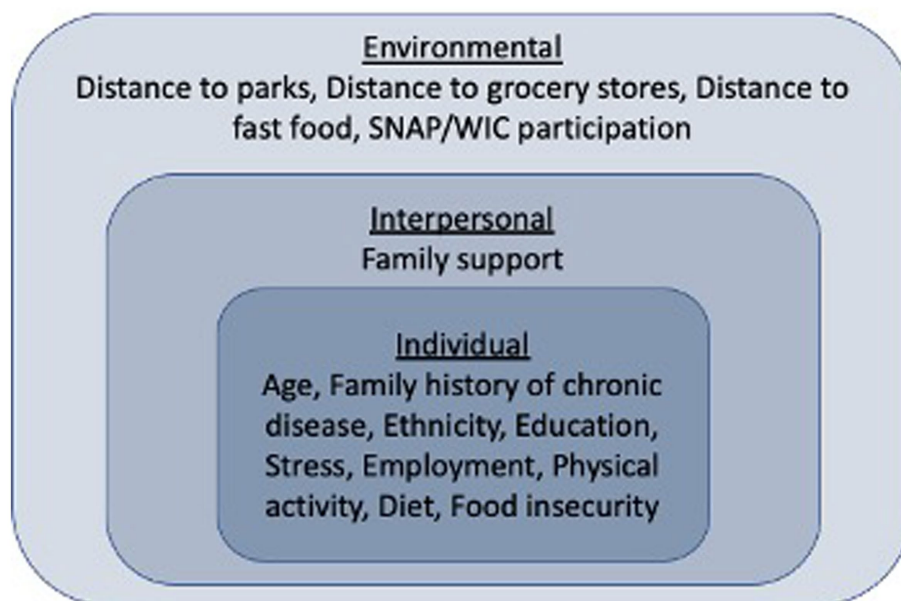 Environmental
Distance to parks, Distance to grocery stores, Distance to
fast food, SNAP/WIC participation
Interpersonal
Family support
Individual
Age, Family history of chronic
disease, Ethnicity, Education,
Stress, Employment, Physical
activity, Diet, Food insecurity